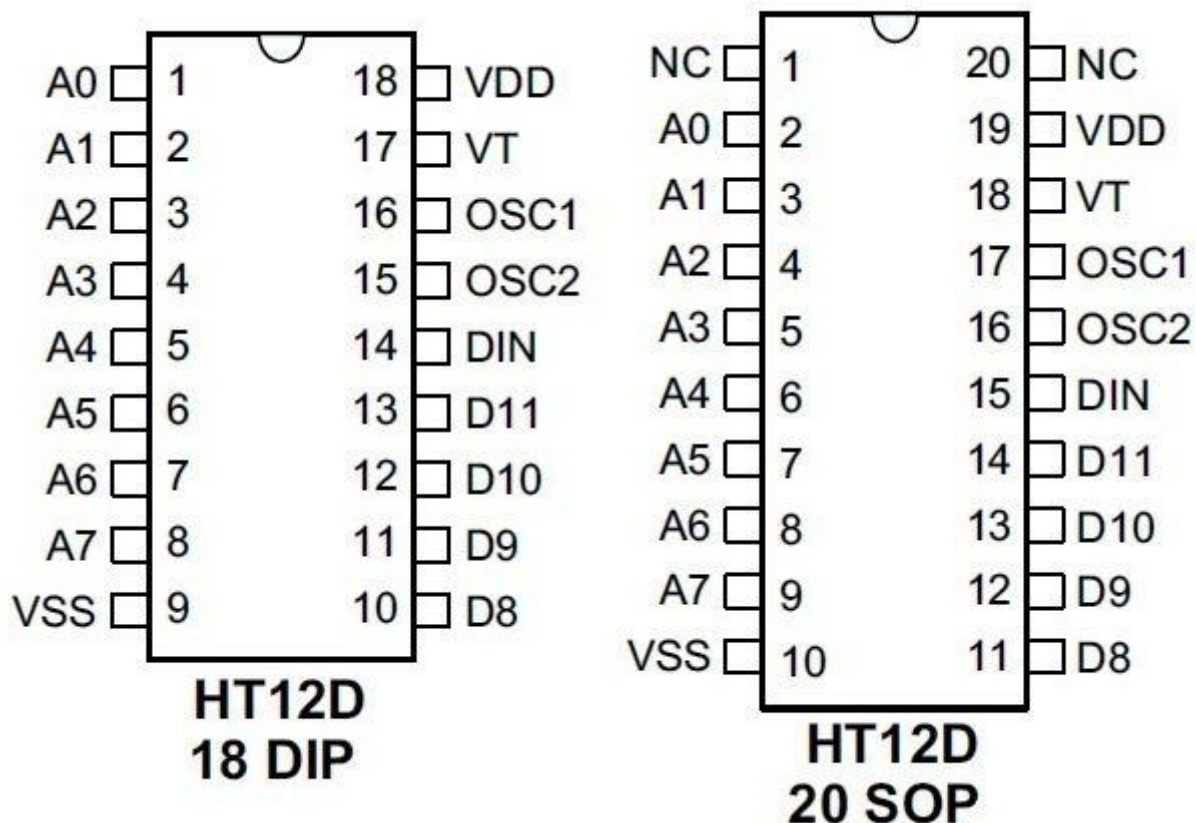 A0 1 18 VDD
A1 2 17 VT
A2 3 16 OSC1
A3 4 15 OSC2
A4 5 14 DIN
A5 6 13 D11
A6 7 12 D10
A7 8 11 D9
VSS 9 10 D8
HT12D
18 DIP
NC 1 20 NC
A0 2 19 VDD
A1 3 18 VT
A2 4 17 OSC1
A3 5 16 OSC2
A4 6 15 DIN
A5 7 14 D11
A6 8 13 D10
A7 9 12 D9
VSS 10 11 D8
HT12D
20 SOP